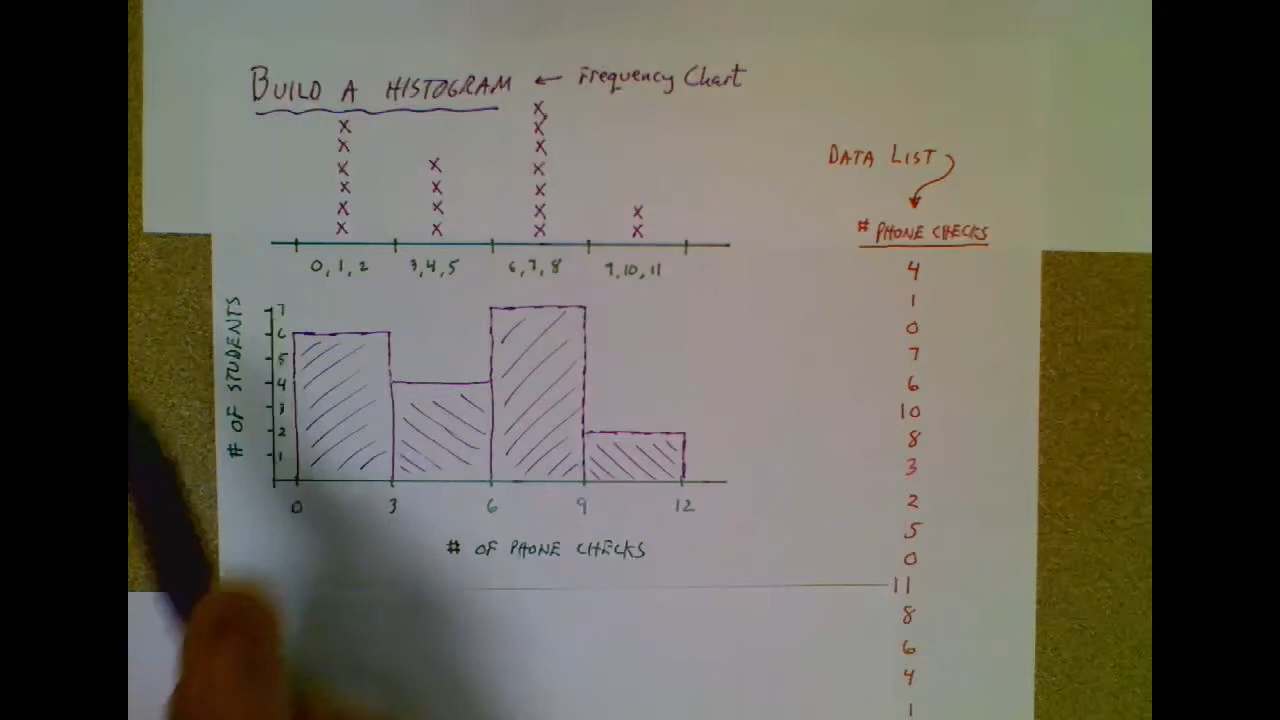 BUILD A HISTOGRAM ← Frequency Chart
x
x x
x x
x x x
x x x
x x x x
x x x x
0, 1, 2 3, 4, 5 6, 7, 8 9, 10, 11
# OF STUDENTS
7
6
5
4
3
2
1
0 3 6 9 12
# OF PHONE CHECKS
DATA LIST
# PHONE CHECKS
4
1
0
7
6
10
8
3
2
5
0
11
8
6
4
1